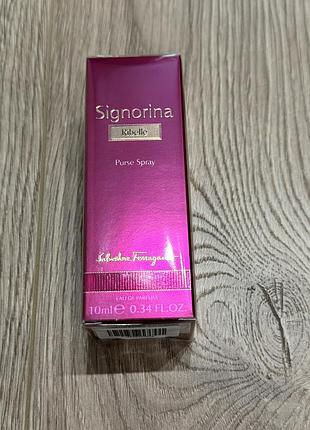 Signorina
Ribelle
Purse Spray
Salvatore Ferragamo
EAU DE PARFUM
10ml℮ 0.34 FL.OZ.